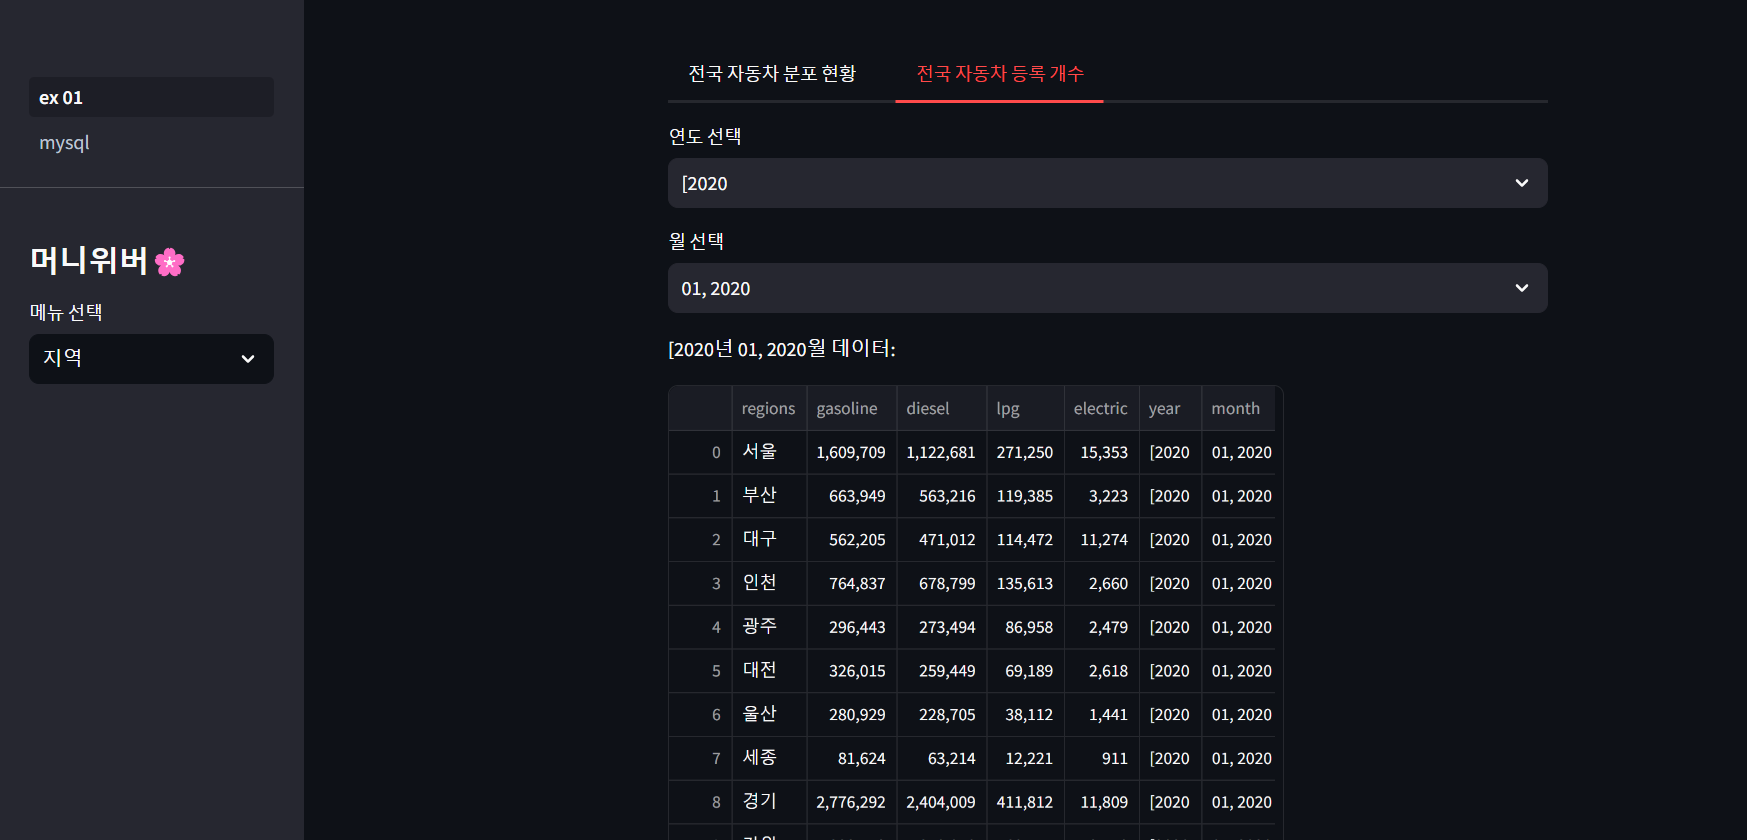 ex 01
mysql
머니위버🌸
메뉴 선택
지역
전국 자동차 분포 현황 전국 자동차 등록 개수
연도 선택
[2020
월 선택
01, 2020
[2020년 01, 2020월 데이터:
regions gasoline diesel lpg electric year month
0 서울 1,609,709 1,122,681 271,250 15,353 [2020 01, 2020
1 부산 663,949 563,216 119,385 3,223 [2020 01, 2020
2 대구 562,205 471,012 114,472 11,274 [2020 01, 2020
3 인천 764,837 678,799 135,613 2,660 [2020 01, 2020
4 광주 296,443 273,494 86,958 2,479 [2020 01, 2020
5 대전 326,015 259,449 69,189 2,618 [2020 01, 2020
6 울산 280,929 228,705 38,112 1,441 [2020 01, 2020
7 세종 81,624 63,214 12,221 911 [2020 01, 2020
8 경기 2,776,292 2,404,009 411,812 11,809 [2020 01, 2020